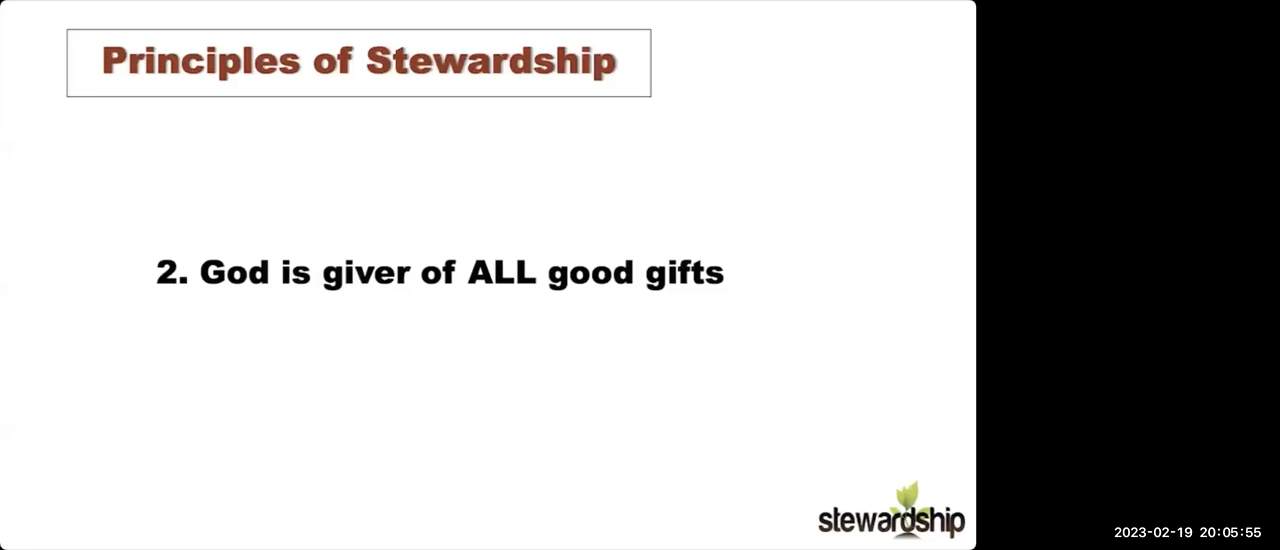 Principles of Stewardship
2. God is giver of ALL good gifts
stewardship
2023-02-19 20:05:55